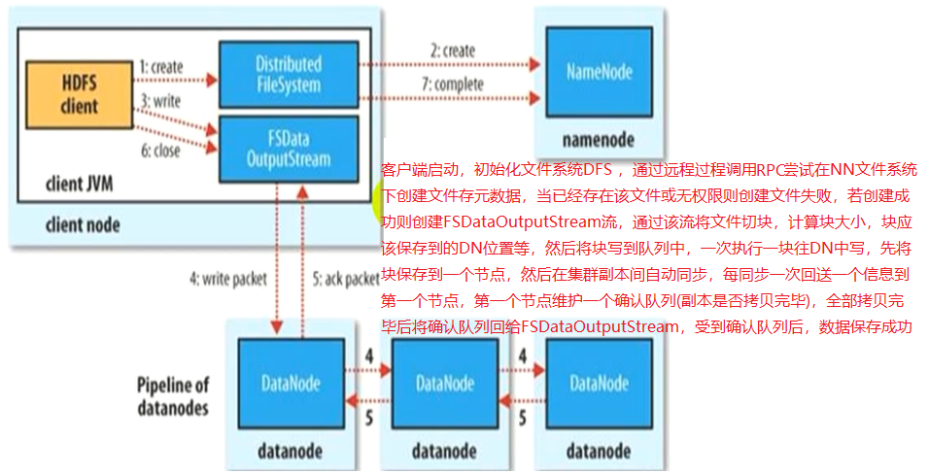 2: create
Distributed
FileSystem
1: create
NameNode
HDFS
client
7: complete
3: write
FSData
OutputStream
namenode
6: close
client JVM
client node
客户端启动，初始化文件系统DFS ，通过远程过程调用RPC尝试在NN文件系统
下创建文件存元数据，当已经存在该文件或无权限则创建文件失败，若创建成
功则创建FSDataOutputStream流，通过该流将文件切块，计算块大小，块应
该保存到的DN位置等，然后将块写到队列中，一次执行一块往DN中写，先将
块保存到一个节点，然后在集群副本间自动同步，每同步一次回送一个信息到
第一个节点，第一个节点维护一个确认队列(副本是否拷贝完毕)，全部拷贝完
毕后将确认队列回给FSDataOutputStream，受到确认队列后，数据保存成功
4: write packet
5: ack packet
Pipeline of
datanodes
DataNode
4
DataNode
4
DataNode
5
5
datanode
datanode
datanode